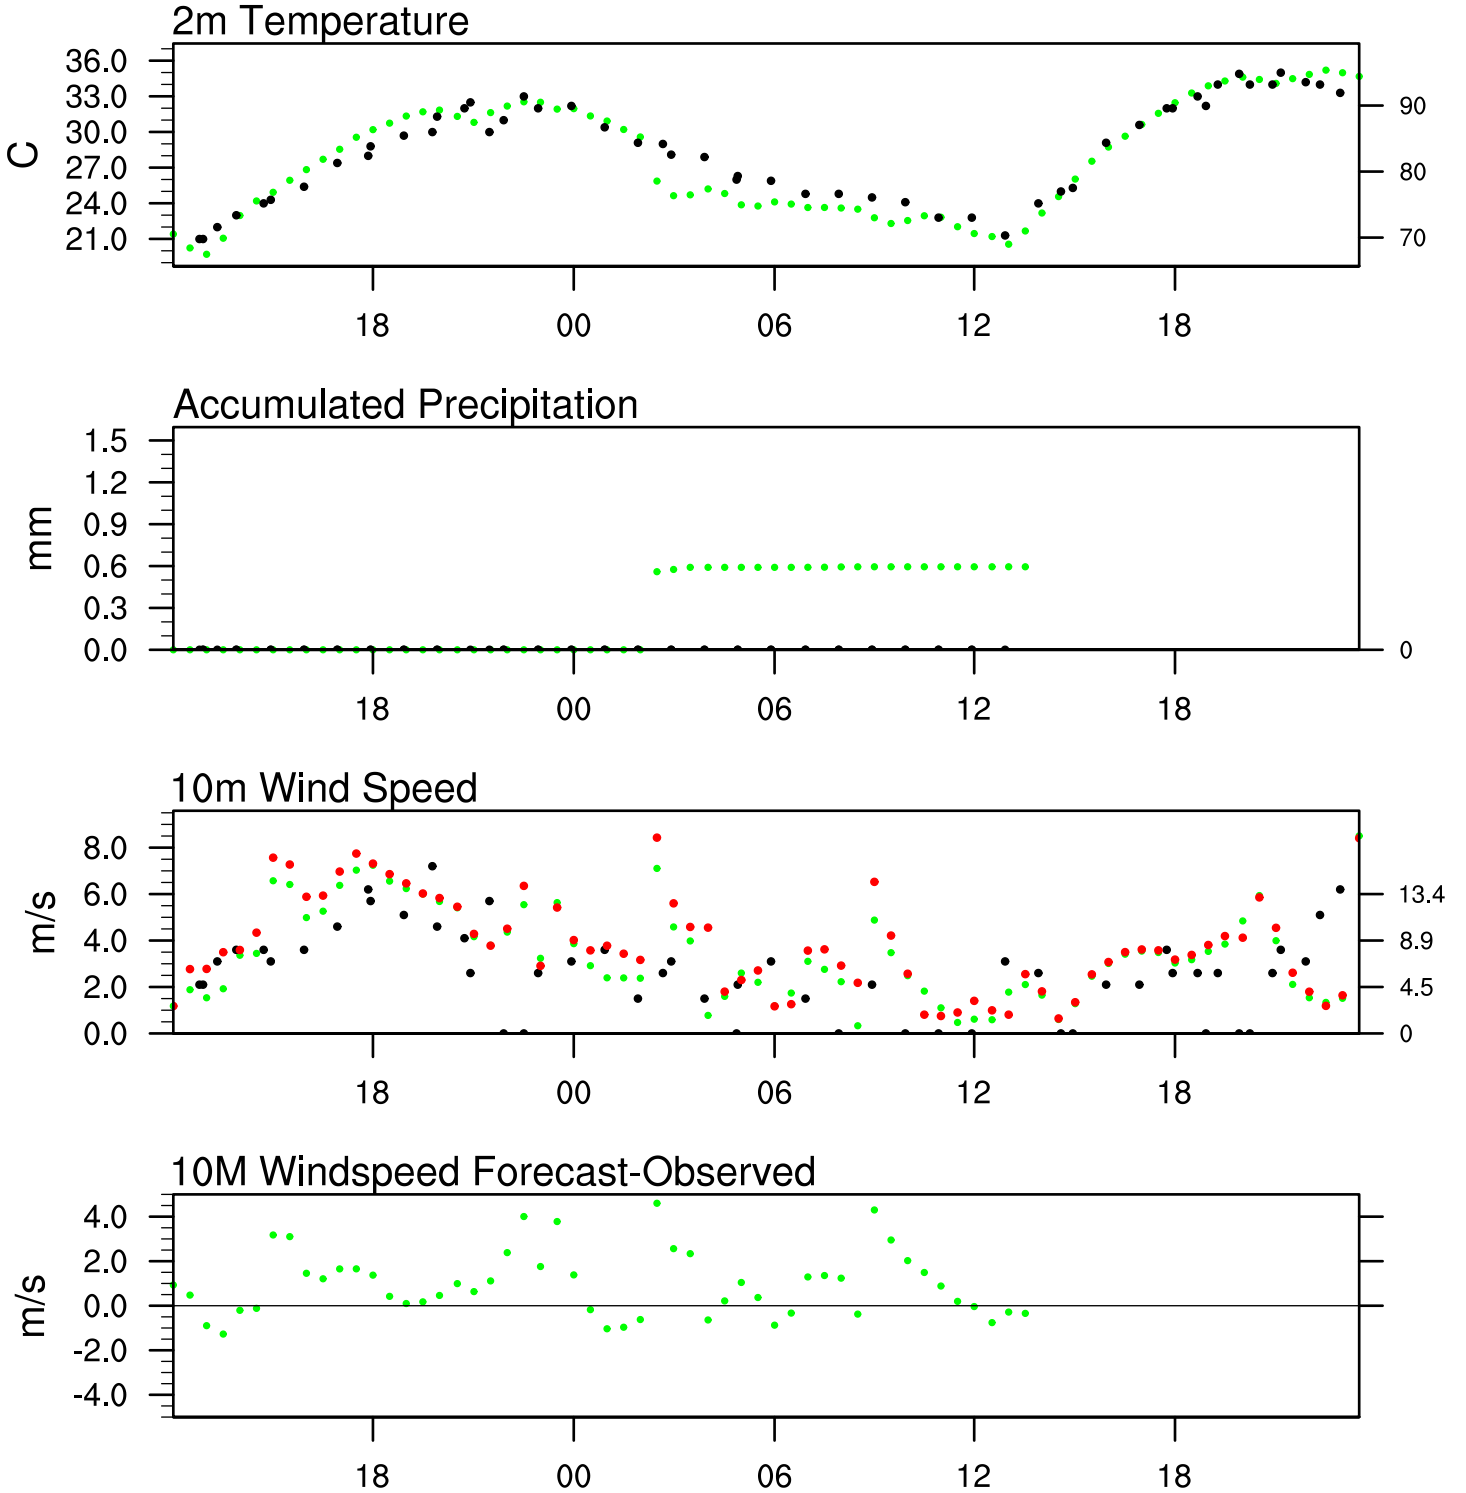 2m Temperature
36.0
33.0
30.0
27.0
24.0
21.0
C
90
80
70
18 00 06 12 18
Accumulated Precipitation
1.5
1.2
0.9
0.6
0.3
0.0
mm
0
18 00 06 12 18
10m Wind Speed
8.0
6.0
4.0
2.0
0.0
m/s
13.4
8.9
4.5
0
18 00 06 12 18
10M Windspeed Forecast-Observed
4.0
2.0
0.0
-2.0
-4.0
m/s
18 00 06 12 18